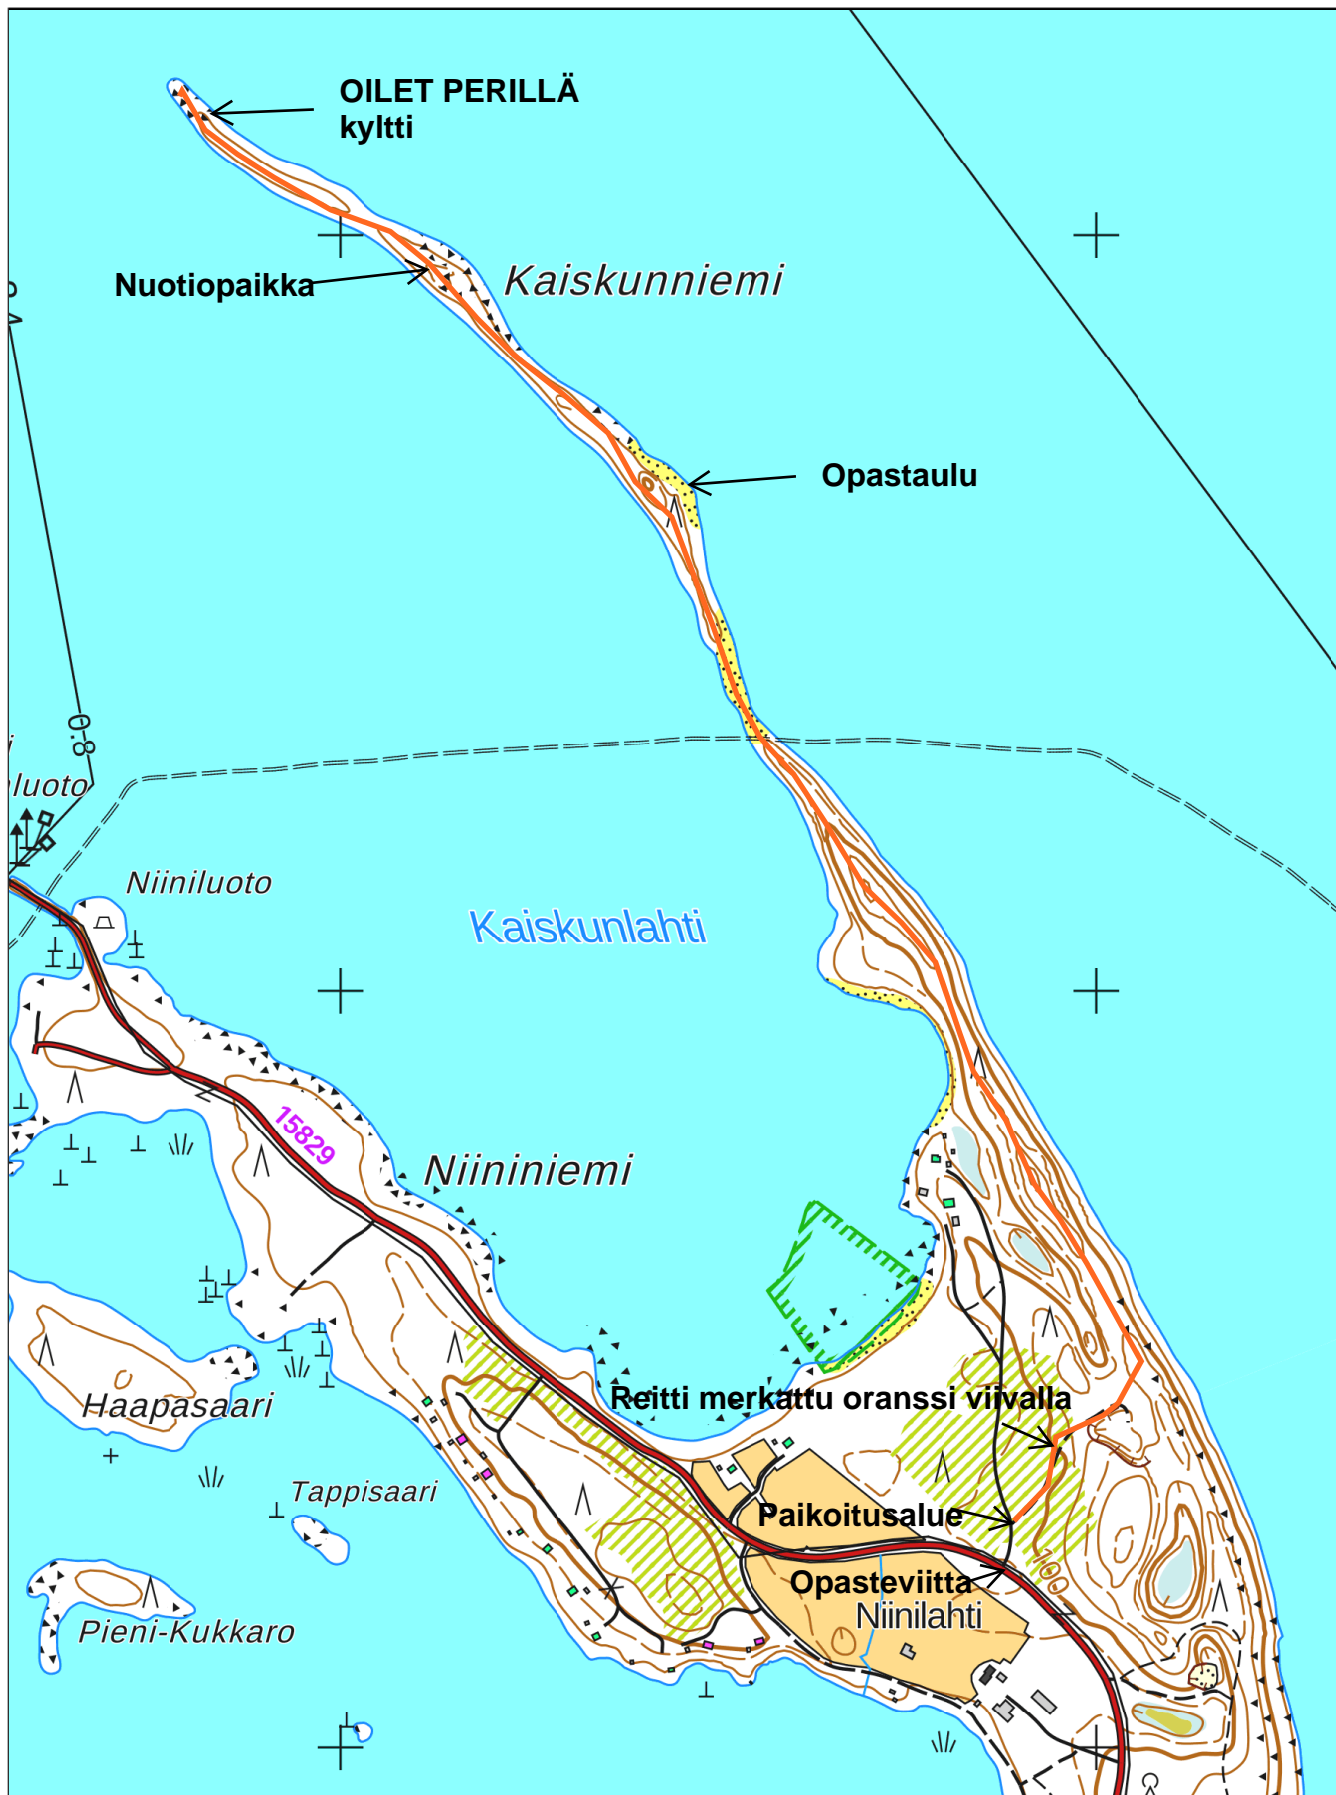 OILET PERILLÄ
kyltti
Nuotiopaikka
Kaiskunniemi
Opastaulu
0.8
luoto
Niiniluoto
Kaiskunlahti
15829
Niininiemi
Reitti merkattu oranssi viivalla
Haapasaari
Tappisaari
Paikoitusalue
100
Opasteviitta
Niinilahti
Pieni-Kukkaro